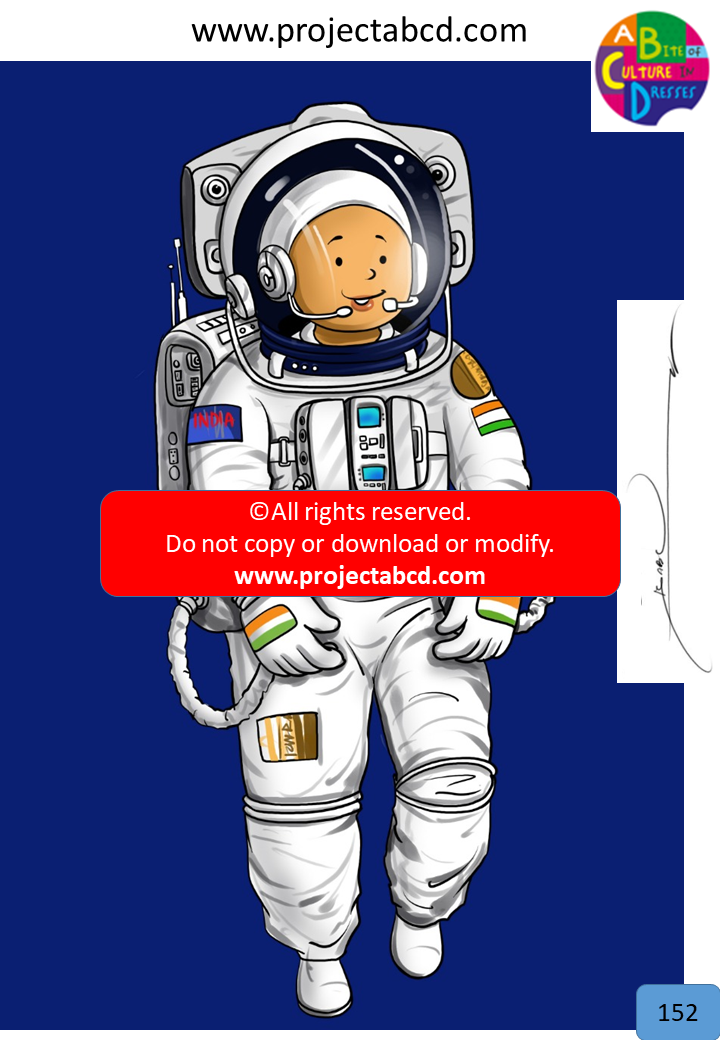 www.projectabcd.com
A BITE OF
CULTURE IN
DRESSES
INDIA
©All rights reserved.
Do not copy or download or modify.
www.projectabcd.com
152